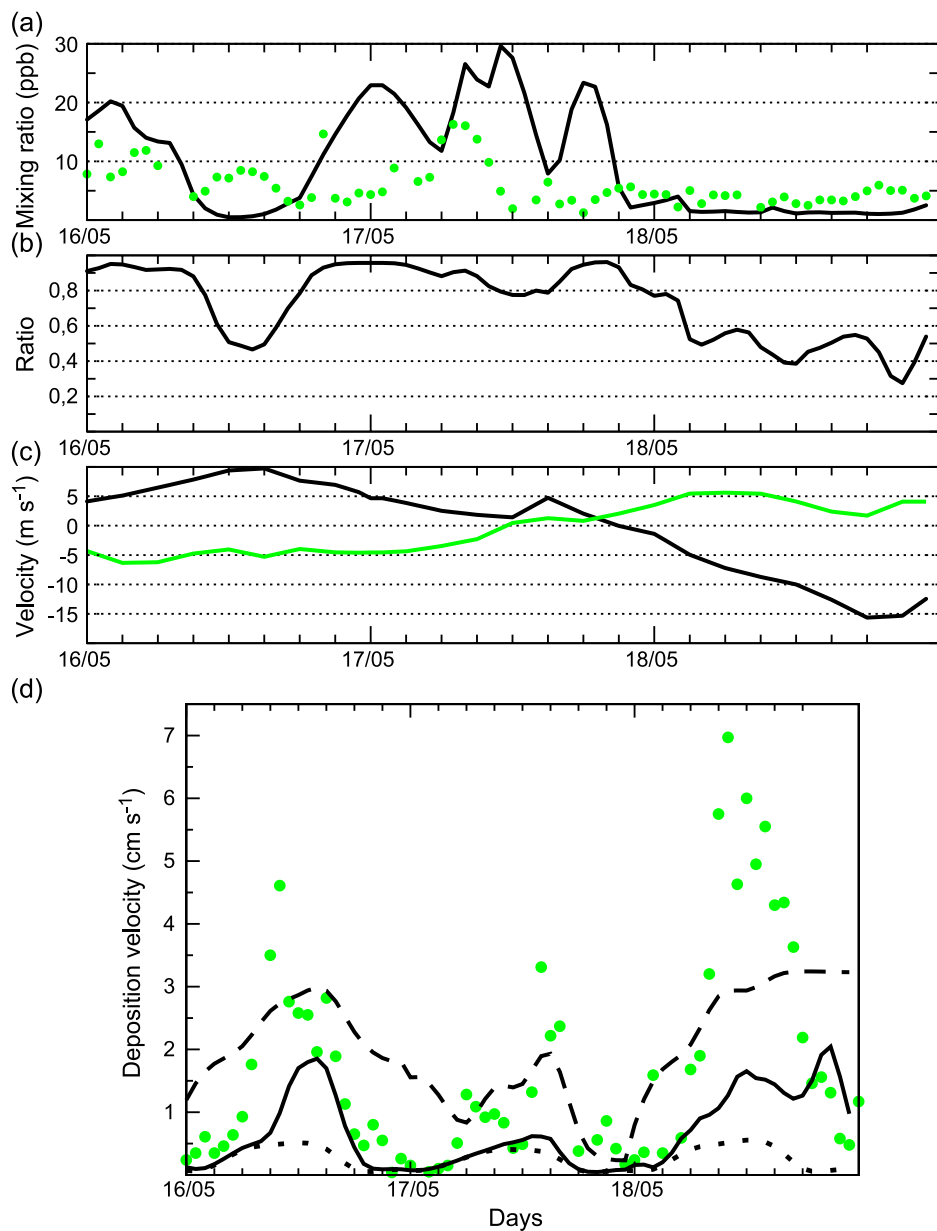 (a)
Mixing ratio (ppb)
30
20
10
16/05 17/05 18/05
(b)
Ratio
0,8
0,6
0,4
0,2
16/05 17/05 18/05
(c)
Velocity (m s⁻¹)
5
0
-5
-10
-15
16/05 17/05 18/05
(d)
Deposition velocity (cm s⁻¹)
7
6
5
4
3
2
1
16/05 17/05 18/05
Days